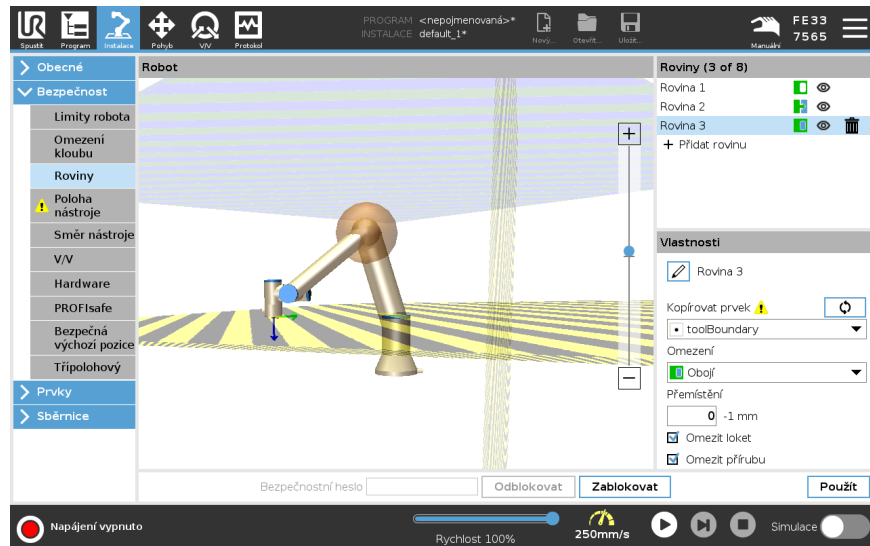 UR
PROGRAM <nepojmenovaná>*
INSTALACE default_1*
FE33
7565
Spustit
Program
Instalace
Pohyb
V/V
Protokol
Nový...
Otevřít...
Uložit...
Manuální
Obecné
Bezpečnost
Limity robota
Omezení
kloubu
Roviny
Poloha
nástroje
Směr nástroje
V/V
Hardware
PROFIsafe
Bezpečná
výchozí pozice
Třípolohový
Prvky
Sběrnice
Robot
Roviny (3 of 8)
Rovina 1
Rovina 2
Rovina 3
+ Přidat rovinu
Vlastnosti
Rovina 3
Kopírovat prvek
toolBoundary
Omezení
Obojí
Přemístění
0 -1 mm
Omezit loket
Omezit přírubu
Bezpečnostní heslo
Odblokovat
Zablokovat
Použít
Napájení vypnuto
Rychlost 100%
250mm/s
Simulace